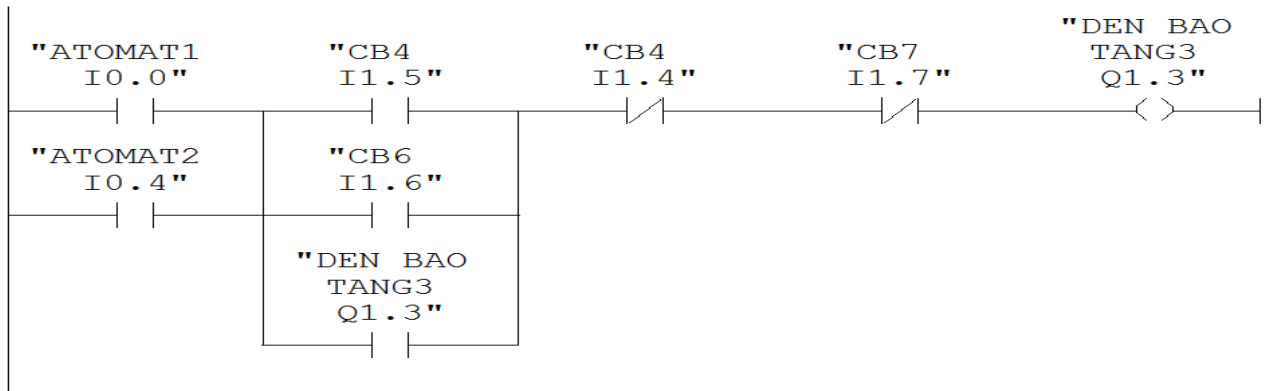 "ATOMAT1
I0.0"
"CB4
I1.5"
"CB4
I1.4"
"CB7
I1.7"
"DEN BAO
TANG3
Q1.3"
"ATOMAT2
I0.4"
"CB6
I1.6"
"DEN BAO
TANG3
Q1.3"